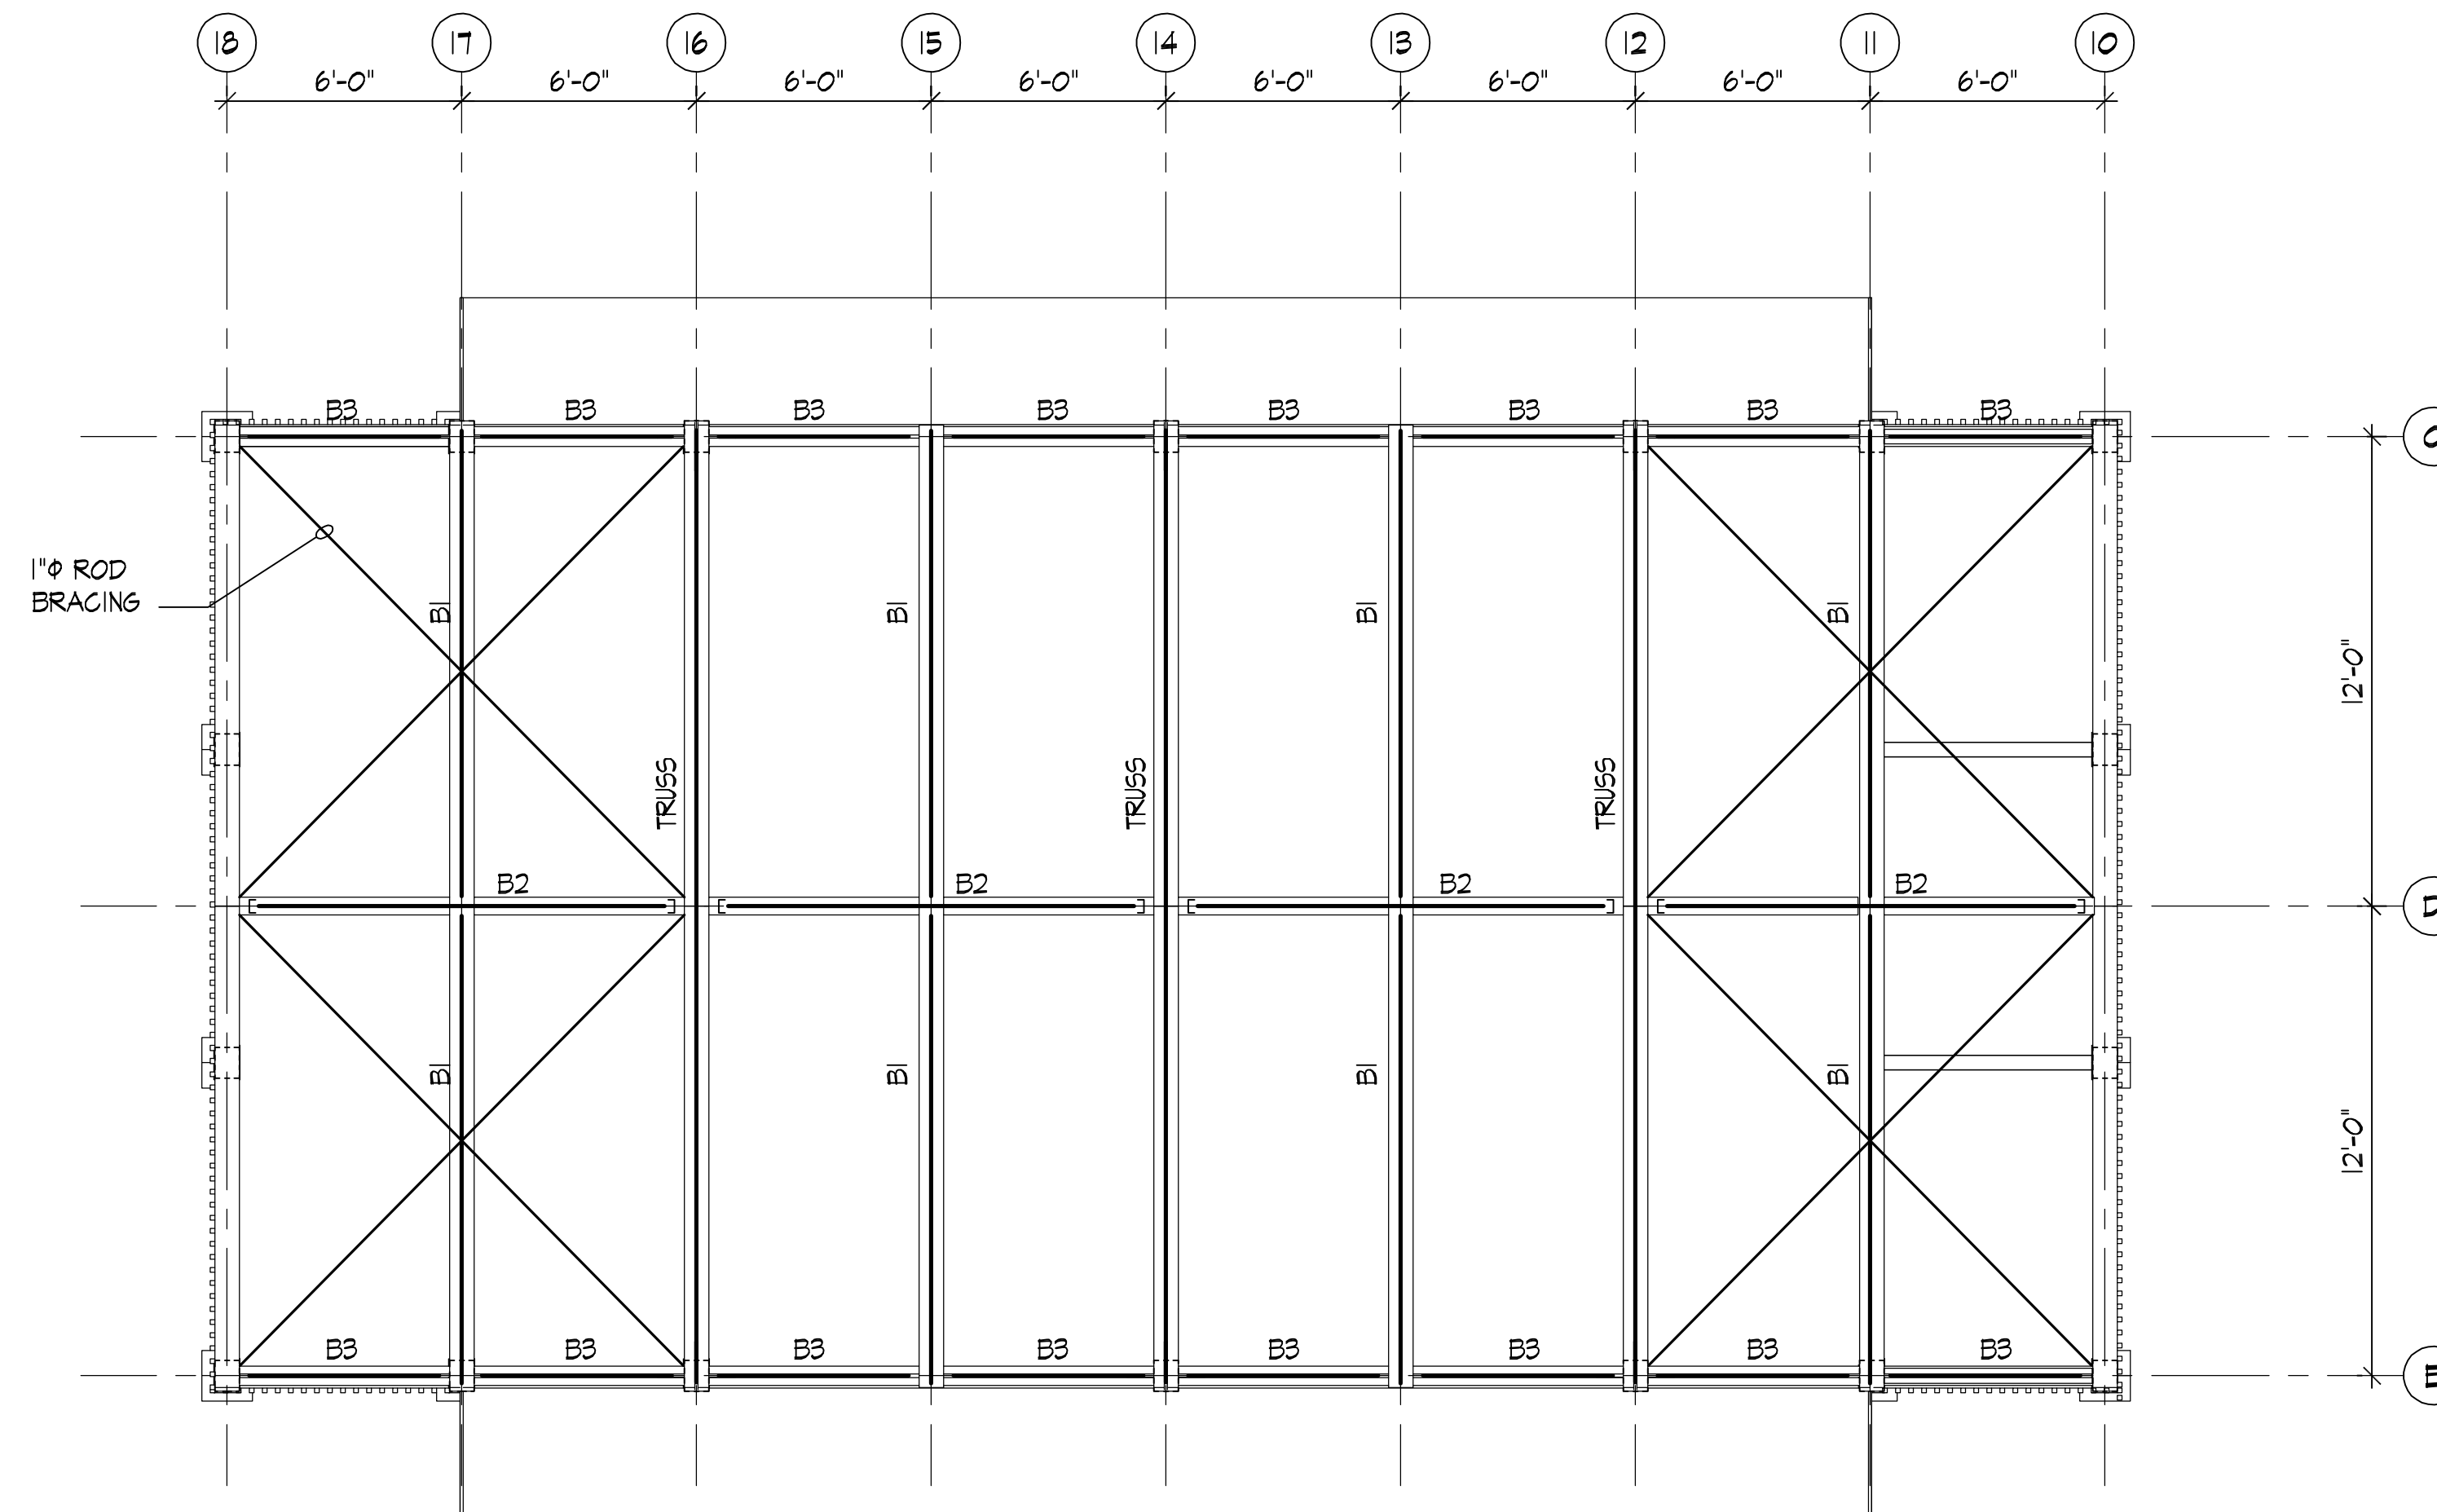 18 17 16 15 14 13 12 11 10
6'-0" 6'-0" 6'-0" 6'-0" 6'-0" 6'-0" 6'-0" 6'-0"
B3 B3 B3 B3 B3 B3 B3 B3
1"Φ ROD
BRACING
B1 B1 B1 B1
12'-0"
TRUSS TRUSS TRUSS
B2 B2 B2 B2
D
B1 B1 B1 B1
12'-0"
B3 B3 B3 B3 B3 B3 B3 B3
E